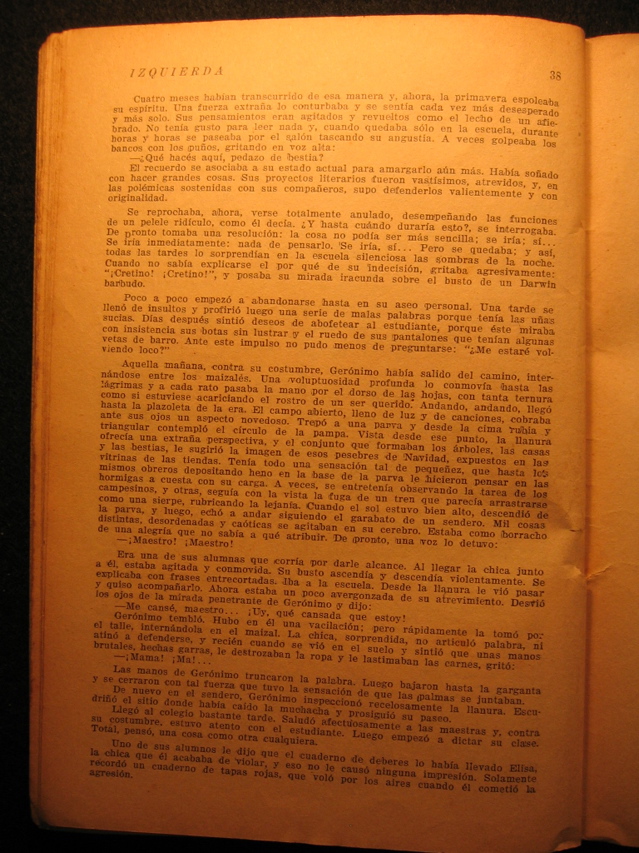 IZQUIERDA
38
Cuatro meses habían transcurrido de esa manera y, ahora, la primavera espoleaba
su espíritu. Una fuerza extraña lo conturbaba y se sentía cada vez más desesperado
y más solo. Sus pensamientos eran agitados y revueltos como el lecho de un afie-
brado. No tenía gusto para leer nada y, cuando quedaba sólo en la escuela, durante
horas y horas se paseaba por el salón tascando su angustia. A veces golpeaba los
bancos con los puños, gritando en voz alta:
—¿Qué hacés aquí, pedazo de bestia?
El recuerdo se asociaba a su estado actual para amargarlo aún más. Había soñado
con hacer grandes cosas. Sus proyectos literarios fueron vastísimos, atrevidos, y, en
las polémicas sostenidas con sus compañeros, supo defenderlos valientemente y con
originalidad.
Se reprochaba, ahora, verse totalmente anulado, desempeñando las funciones
de un pelele ridículo, como él decía. ¿Y hasta cuándo duraría esto?, se interrogaba.
De pronto tomaba una resolución: la cosa no podía ser más sencilla; se iría; sí...
Se iría inmediatamente: nada de pensarlo. Se iría, sí... Pero se quedaba; y así,
todas las tardes lo sorprendían en la escuela silenciosa las sombras de la noche.
Cuando no sabía explicarse el por qué de su indecisión, gritaba agresivamente:
"¡Cretino! ¡Cretino!", y posaba su mirada iracunda sobre el busto de un Darwin
barbudo.
Poco a poco empezó a abandonarse hasta en su aseo personal. Una tarde se
llenó de insultos y profirió luego una serie de malas palabras porque tenía las uñas
sucias. Días después sintió deseos de abofetear al estudiante, porque éste miraba
con insistencia sus botas sin lustrar y el ruedo de sus pantalones que tenían algunas
vetas de barro. Ante este impulso no pudo menos de preguntarse: "¿Me estaré vol-
viendo loco?"
Aquella mañana, contra su costumbre, Gerónimo había salido del camino, inter-
nándose entre los maizales. Una voluptuosidad profunda lo conmovía hasta las
lágrimas y a cada rato pasaba la mano por el dorso de las hojas, con tanta ternura
como si estuviese acariciando el rostro de un ser querido. Andando, andando, llegó
hasta la plazoleta de la era. El campo abierto, lleno de luz y de canciones, cobraba
ante sus ojos un aspecto novedoso. Trepó a una parva y desde la cima rubia y
triangular contempló el círculo de la pampa. Vista desde ese punto, la llanura
ofrecía una extraña perspectiva, y el conjunto que formaban los árboles, las casas
y las bestias, le sugirió la imagen de esos pesebres de Navidad, expuestos en las
vitrinas de las tiendas. Tenía todo una sensación tal de pequeñez, que hasta los
mismos obreros depositando heno en la base de la parva le hicieron pensar en las
hormigas a cuesta con su carga. A veces, se entretenía observando la tarea de los
campesinos, y otras, seguía con la vista la fuga de un tren que parecía arrastrarse
como una sierpe, rubricando la lejanía. Cuando el sol estuvo bien alto, descendió de
la parva, y luego, echó a andar siguiendo el garabato de un sendero. Mil cosas
distintas, desordenadas y caóticas se agitaban en su cerebro. Estaba como borracho
de una alegría que no sabía a qué atribuir. De pronto, una voz lo detuvo:
—¡Maestro! ¡Maestro!
Era una de sus alumnas que corría por darle alcance. Al llegar la chica junto
a él, estaba agitada y conmovida. Su busto ascendía y descendía violentamente. Se
explicaba con frases entrecortadas. Iba a la escuela. Desde la llanura le vió pasar
y quiso acompañarlo. Ahora estaba un poco avergonzada de su atrevimiento. Desvió
los ojos de la mirada penetrante de Gerónimo y dijo:
—Me cansé, maestro... ¡Uy, qué cansada que estoy!
Gerónimo tembló. Hubo en él una vacilación; pero rápidamente la tomó por
el talle, internándola en el maizal. La chica, sorprendida, no articuló palabra, ni
atinó a defenderse, y recién cuando se vió en el suelo y sintió que unas manos
brutales, hechas garras, le destrozaban la ropa y le lastimaban las carnes, gritó:
—¡Mama! ¡Ma!...
Las manos de Gerónimo truncaron la palabra. Luego bajaron hasta la garganta
y se cerraron con tal fuerza que tuvo la sensación de que las palmas se juntaban.
De nuevo en el sendero, Gerónimo inspeccionó recelosamente la llanura. Escu-
driñó el sitio donde había caído la muchacha y prosiguió su paseo.
Llegó al colegio bastante tarde. Saludó afectuosamente a las maestras y, contra
su costumbre, estuvo atento con el estudiante. Luego empezó a dictar su clase.
Total, pensó, una cosa como otra cualquiera.
Uno de sus alumnos le dijo que el cuaderno de deberes lo había llevado Elisa,
la chica que él acababa de violar, y eso no le causó ninguna impresión. Solamente
recordó un cuaderno de tapas rojas, que voló por los aires cuando él cometió la
agresión.